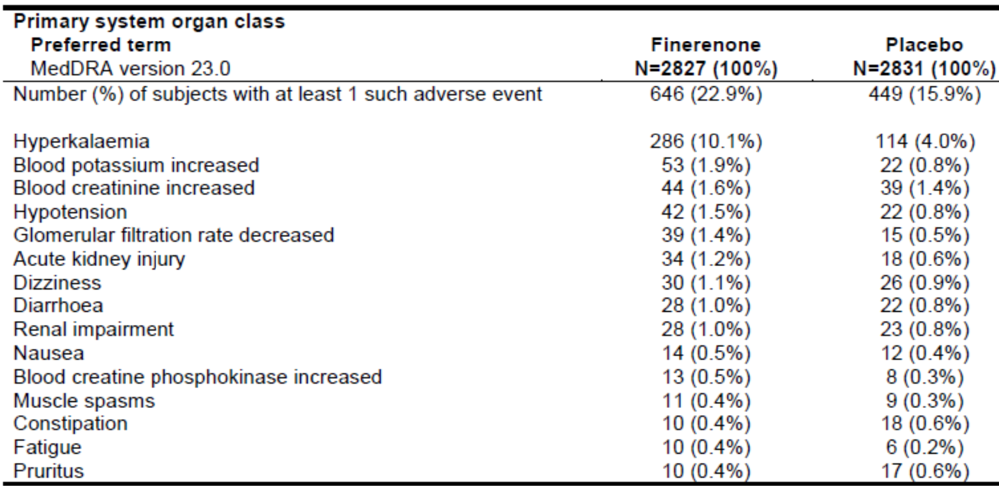 Primary system organ class
Preferred term Finerenone Placebo
MedDRA version 23.0 N=2827 (100%) N=2831 (100%)
Number (%) of subjects with at least 1 such adverse event 646 (22.9%) 449 (15.9%)
Hyperkalaemia 286 (10.1%) 114 (4.0%)
Blood potassium increased 53 (1.9%) 22 (0.8%)
Blood creatinine increased 44 (1.6%) 39 (1.4%)
Hypotension 42 (1.5%) 22 (0.8%)
Glomerular filtration rate decreased 39 (1.4%) 15 (0.5%)
Acute kidney injury 34 (1.2%) 18 (0.6%)
Dizziness 30 (1.1%) 26 (0.9%)
Diarrhoea 28 (1.0%) 22 (0.8%)
Renal impairment 28 (1.0%) 23 (0.8%)
Nausea 14 (0.5%) 12 (0.4%)
Blood creatine phosphokinase increased 13 (0.5%) 8 (0.3%)
Muscle spasms 11 (0.4%) 9 (0.3%)
Constipation 10 (0.4%) 18 (0.6%)
Fatigue 10 (0.4%) 6 (0.2%)
Pruritus 10 (0.4%) 17 (0.6%)